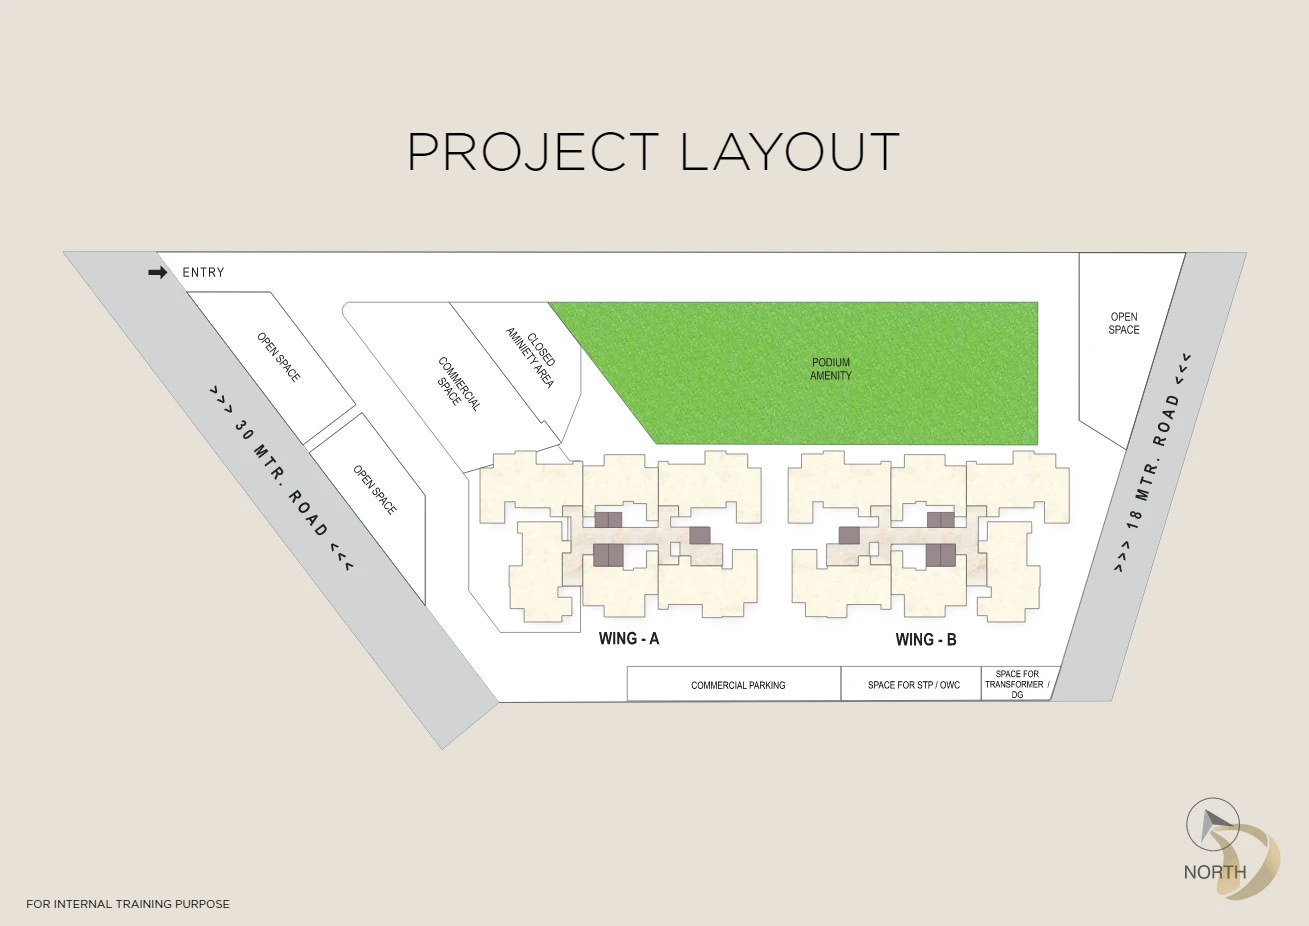 PROJECT LAYOUT
ENTRY
OPEN SPACE
OPEN SPACE
COMMERCIAL
SPACE
CLOSED
AMINIETY AREA
PODIUM
AMENITY
OPEN
SPACE
>>> 30 MTR. ROAD <<<
>>> 18 MTR. ROAD <<<
WING - A
WING - B
COMMERCIAL PARKING
SPACE FOR STP / OWC
SPACE FOR
TRANSFORMER /
DG
NORTH
FOR INTERNAL TRAINING PURPOSE